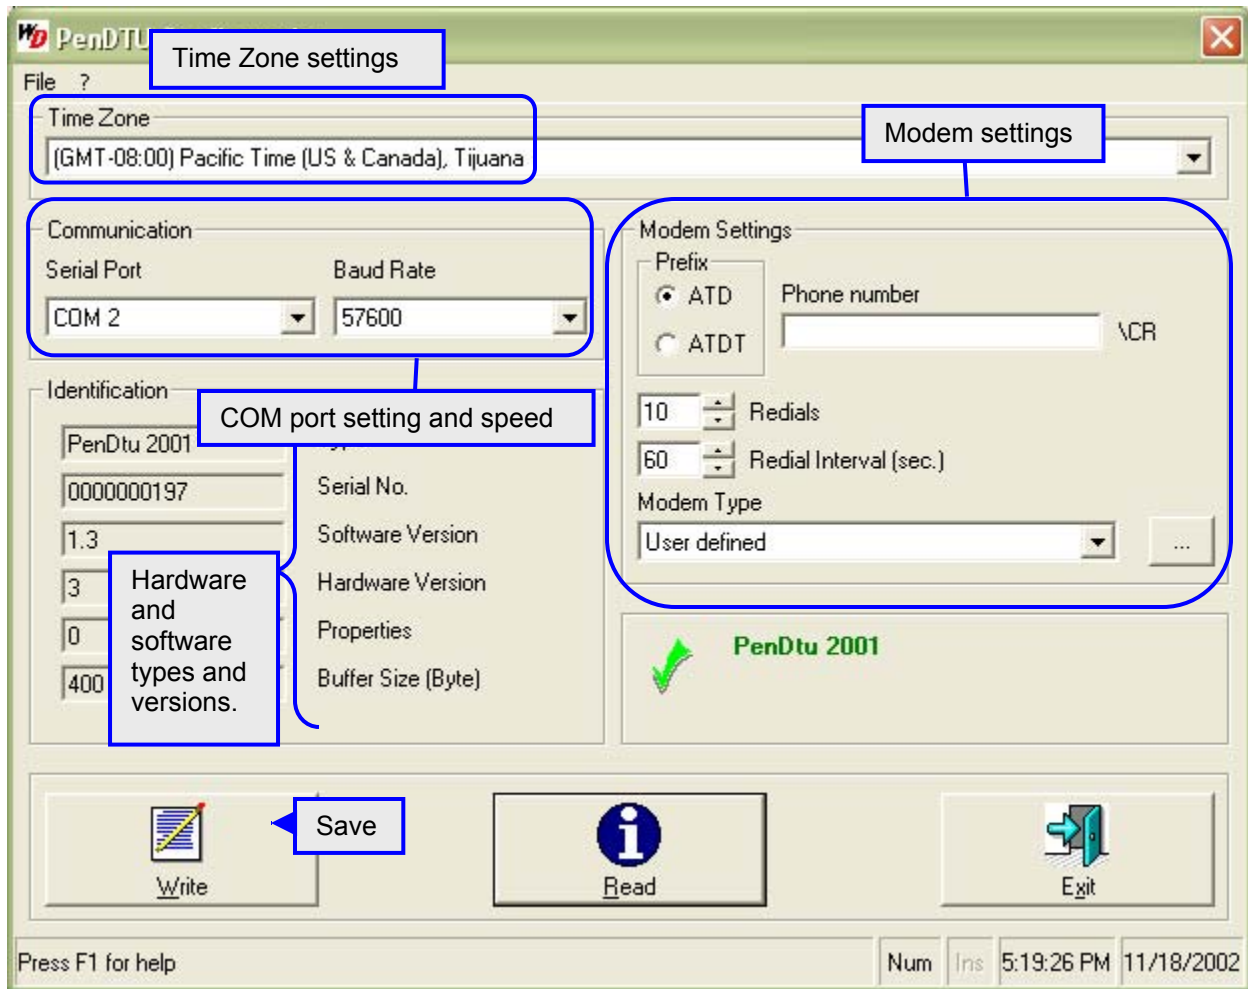 PenDTU
Time Zone settings
File ?
Time Zone
(GMT-08:00) Pacific Time (US & Canada), Tijuana
Modem settings
Communication
Serial Port Baud Rate
COM 2 57600
COM port setting and speed
Modem Settings
Prefix
ATD
ATDT
Phone number
\CR
10 Redials
60 Redial Interval (sec.)
Modem Type
User defined
...
Identification
PenDtu 2001
0000000197 Serial No.
1.3 Software Version
3 Hardware Version
0 Properties
400 Buffer Size (Byte)
Hardware
and
software
types and
versions.
PenDtu 2001
Write
Save
Read
Exit
Press F1 for help
Num Ins 5:19:26 PM 11/18/2002